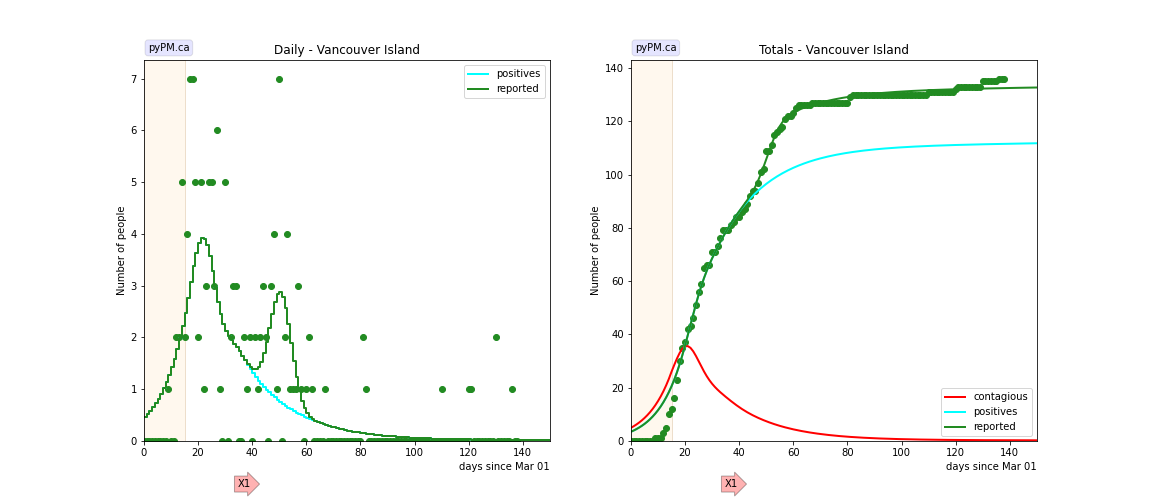 pyPM.ca
Daily - Vancouver Island
Number of people
7
6
5
4
3
2
1
0
positives
reported
0 20 40 60 80 100 120 140
days since Mar 01
X1
pyPM.ca
Totals - Vancouver Island
Number of people
140
120
100
80
60
40
20
0
contagious
positives
reported
0 20 40 60 80 100 120 140
days since Mar 01
X1